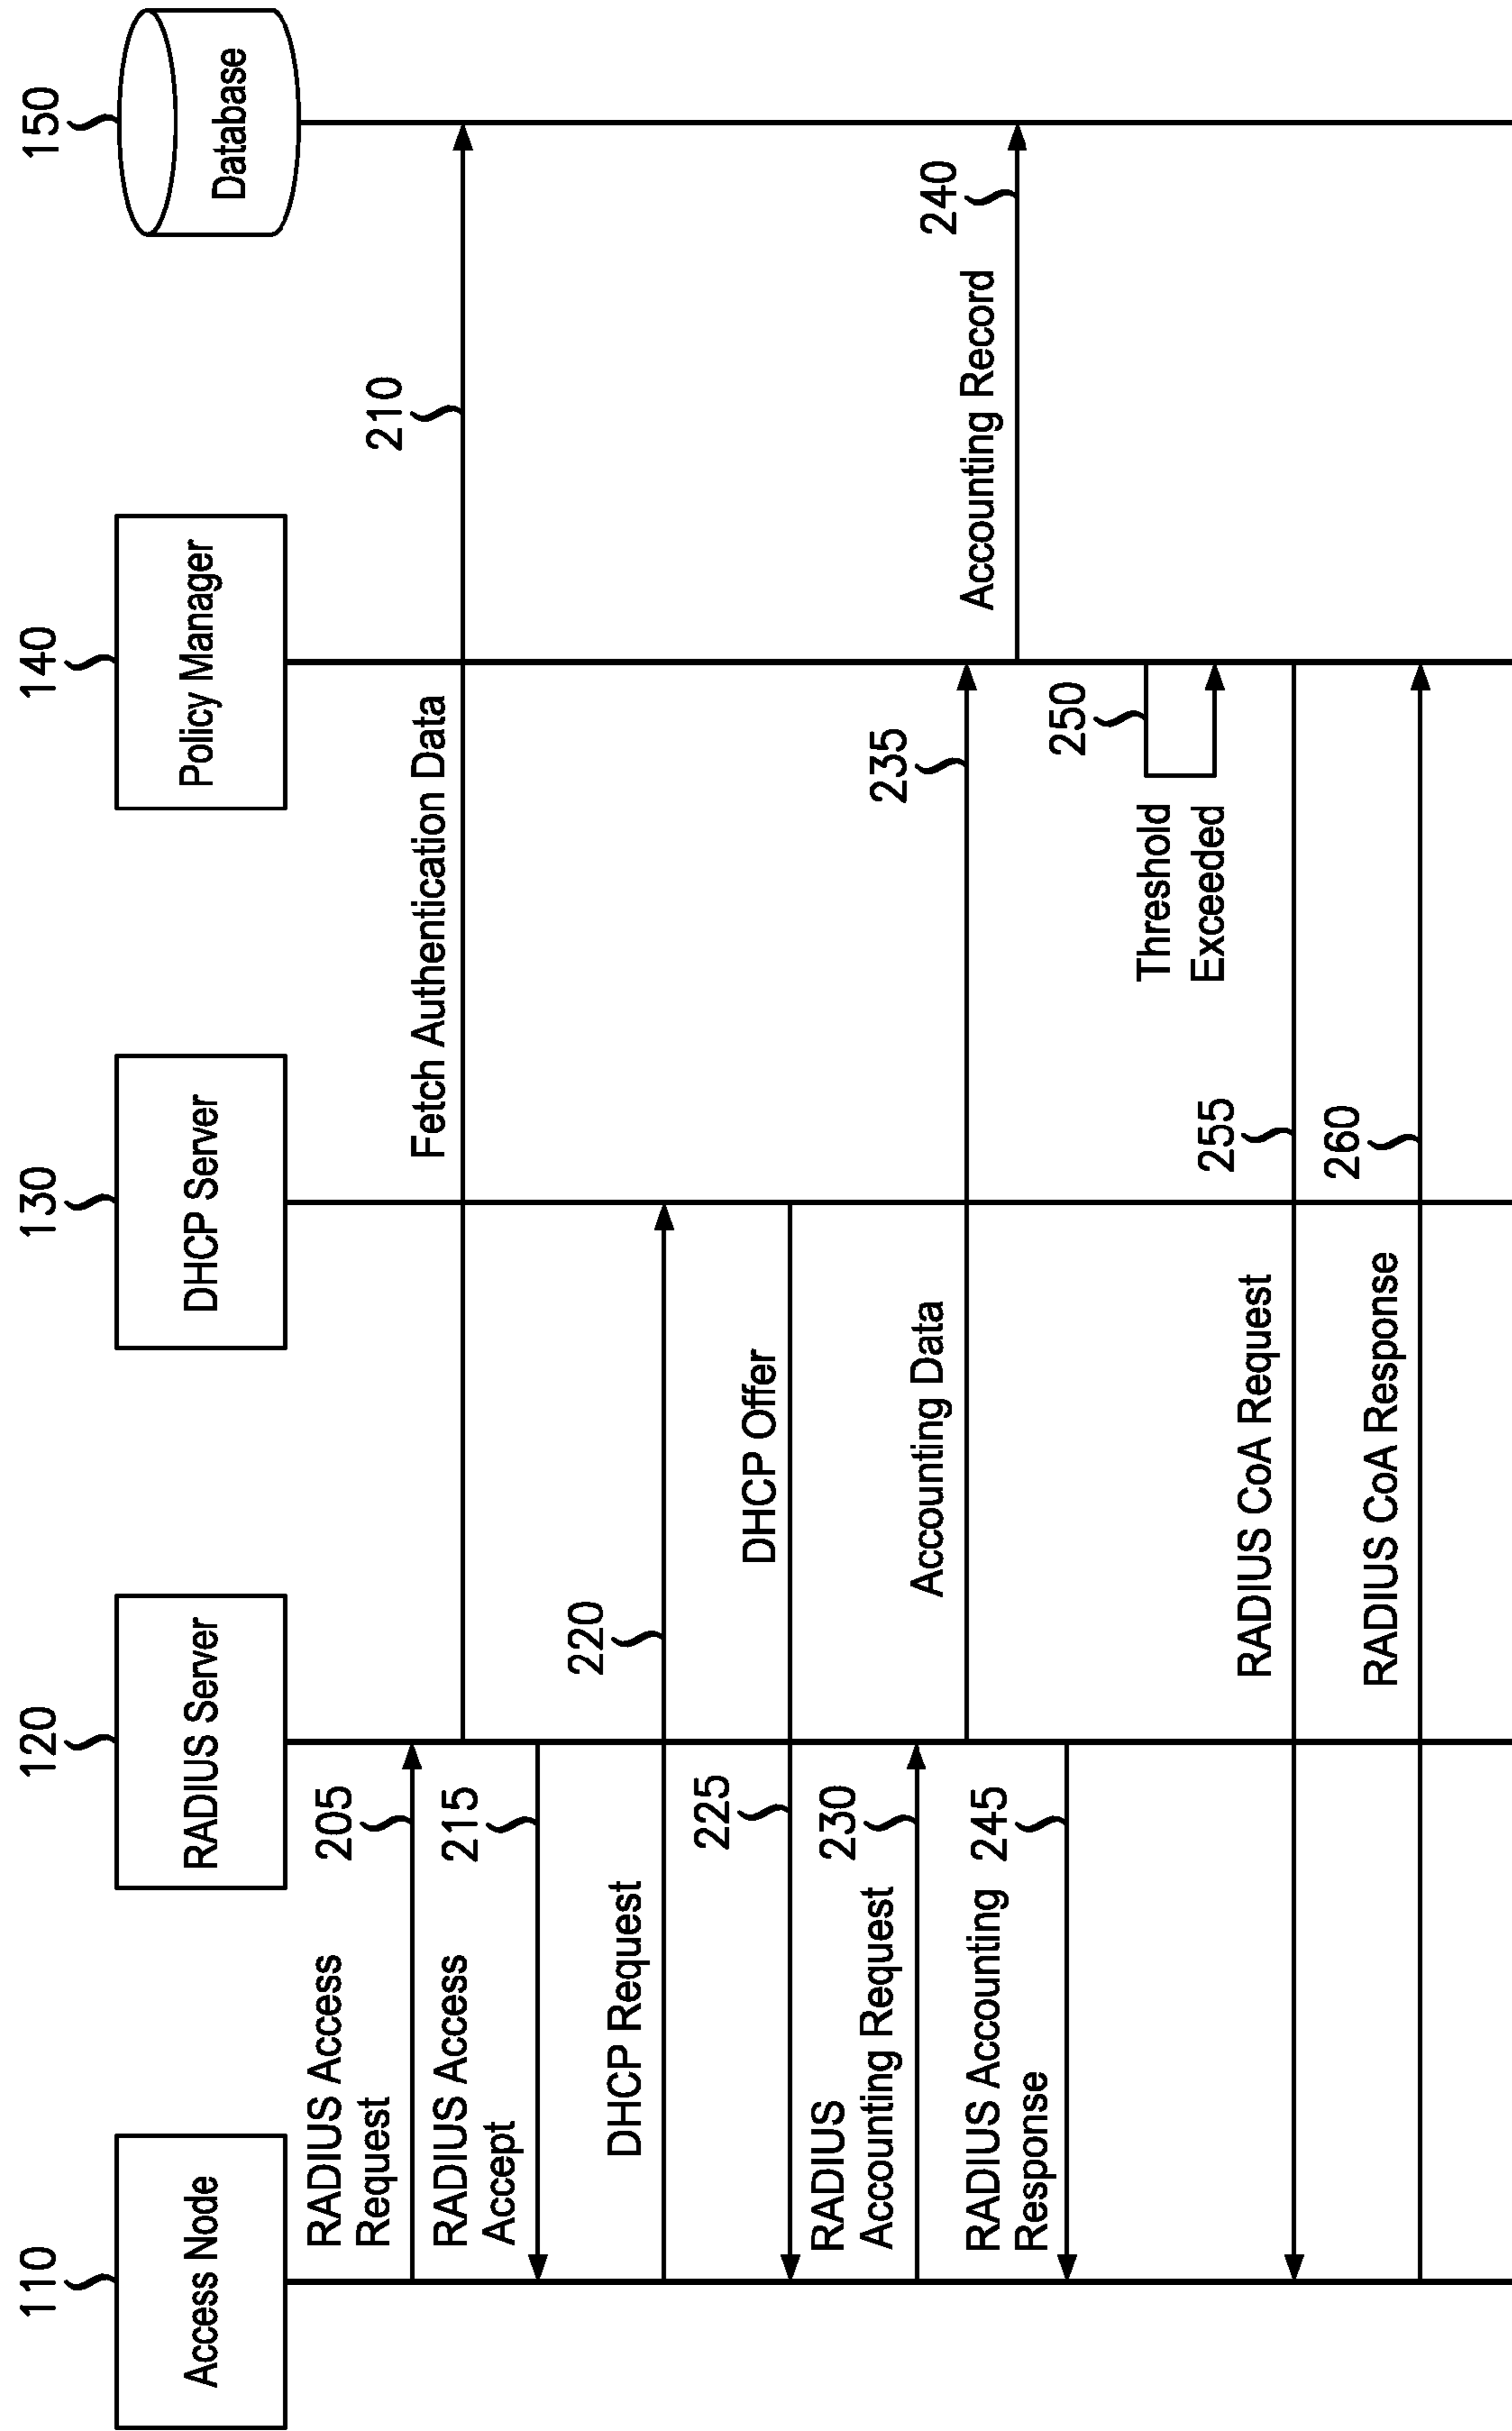 110
120
130
140
150
Access Node
RADIUS Server
DHCP Server
Policy Manager
Database
RADIUS Access
Request
205
Fetch Authentication Data
210
RADIUS Access
Accept
215
DHCP Request
220
225
DHCP Offer
RADIUS
Accounting Request
230
Accounting Data
235
Accounting Record
240
RADIUS Accounting
Response
245
Threshold
Exceeded
250
RADIUS CoA Request
255
RADIUS CoA Response
260